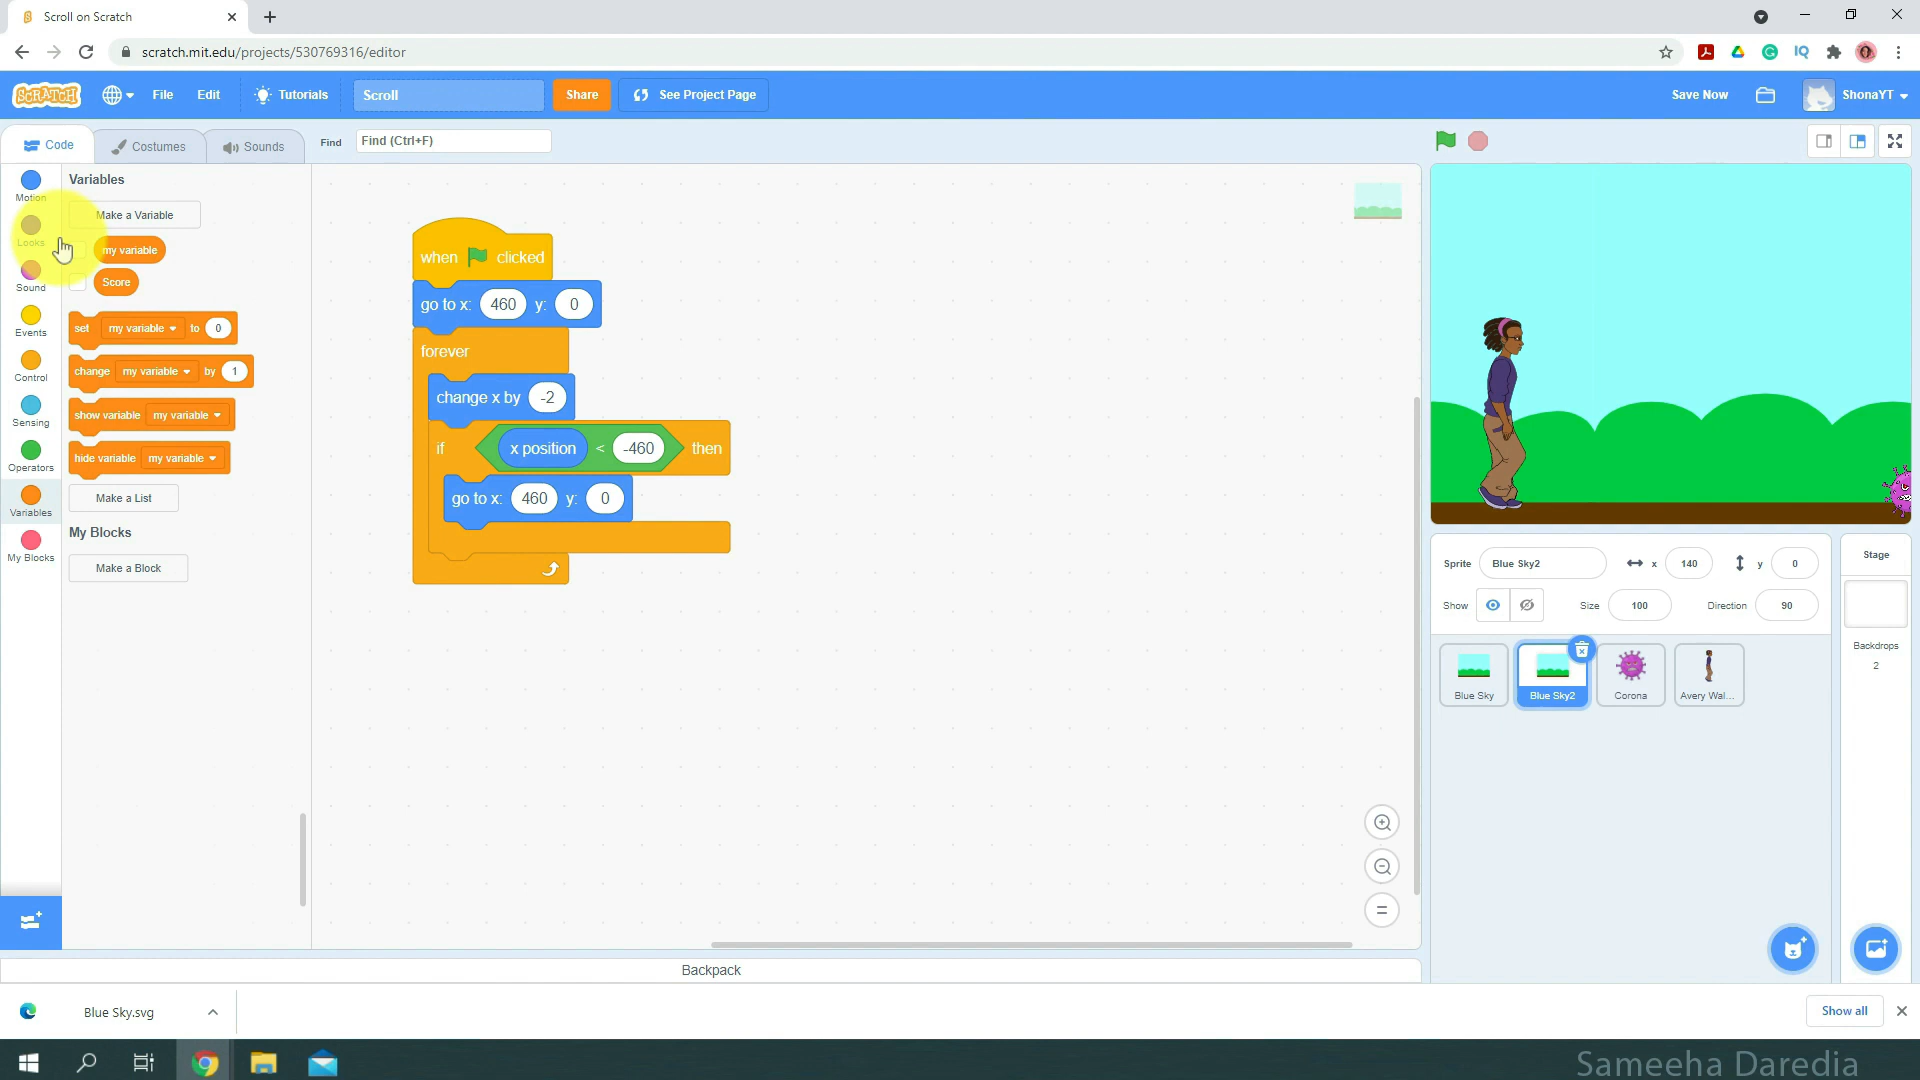 Scroll on Scratch
scratch.mit.edu/projects/530769316/editor
SCRATCH
File
Edit
Tutorials
Scroll
Share
See Project Page
Save Now
ShonaYT
Code
Costumes
Sounds
Find
Find (Ctrl+F)
Motion
Looks
Sound
Events
Control
Sensing
Operators
Variables
My Blocks
Variables
Make a Variable
my variable
Score
set my variable to 0
change my variable by 1
show variable my variable
hide variable my variable
Make a List
My Blocks
Make a Block
when clicked
go to x: 460 y: 0
forever
change x by -2
if x position < -460 then
go to x: 460 y: 0
Sprite Blue Sky2 x 140 y 0
Show Size 100 Direction 90
Blue Sky
Blue Sky2
Corona
Avery Wal...
Stage
Backdrops
2
Backpack
Blue Sky.svg
Show all
Sameeha Daredia